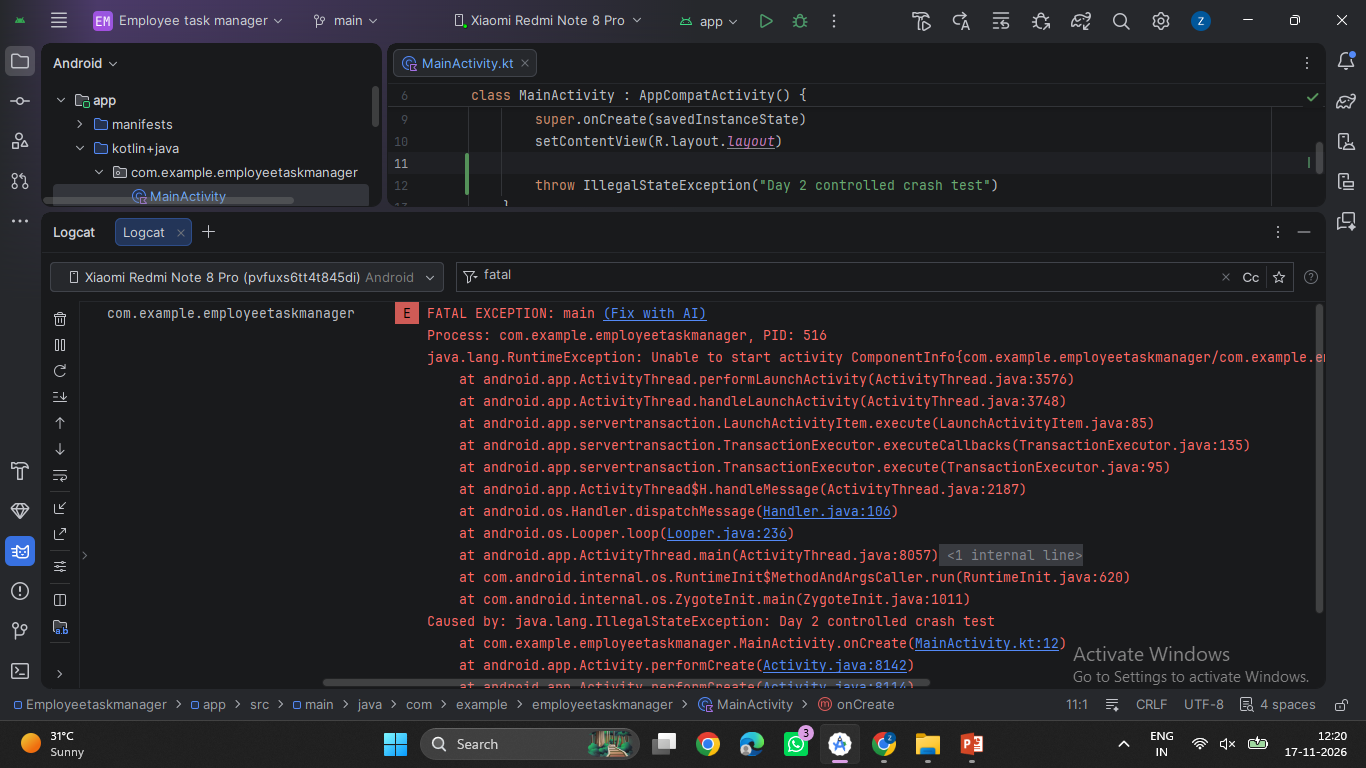 EM Employee task manager
main
Xiaomi Redmi Note 8 Pro
app
Z
Android
app
manifests
kotlin+java
com.example.employeetaskmanager
MainActivity
MainActivity.kt
6 class MainActivity : AppCompatActivity() {
9 super.onCreate(savedInstanceState)
10 setContentView(R.layout.layout)
11
12 throw IllegalStateException("Day 2 controlled crash test")
Logcat
Logcat
Xiaomi Redmi Note 8 Pro (pvfuxs6tt4t845di) Android
fatal
Cc
com.example.employeetaskmanager
E FATAL EXCEPTION: main (Fix with AI)
Process: com.example.employeetaskmanager, PID: 516
java.lang.RuntimeException: Unable to start activity ComponentInfo{com.example.employeetaskmanager/com.example.e
at android.app.ActivityThread.performLaunchActivity(ActivityThread.java:3576)
at android.app.ActivityThread.handleLaunchActivity(ActivityThread.java:3748)
at android.app.servertransaction.LaunchActivityItem.execute(LaunchActivityItem.java:85)
at android.app.servertransaction.TransactionExecutor.executeCallbacks(TransactionExecutor.java:135)
at android.app.servertransaction.TransactionExecutor.execute(TransactionExecutor.java:95)
at android.app.ActivityThread$H.handleMessage(ActivityThread.java:2187)
at android.os.Handler.dispatchMessage(Handler.java:106)
at android.os.Looper.loop(Looper.java:236)
at android.app.ActivityThread.main(ActivityThread.java:8057) <1 internal line>
at com.android.internal.os.RuntimeInit$MethodAndArgsCaller.run(RuntimeInit.java:620)
at com.android.internal.os.ZygoteInit.main(ZygoteInit.java:1011)
Caused by: java.lang.IllegalStateException: Day 2 controlled crash test
at com.example.employeetaskmanager.MainActivity.onCreate(MainActivity.kt:12)
at android.app.Activity.performCreate(Activity.java:8142)
at android.app.Activity.performCreate(Activity.java:8114)
Activate Windows
Go to Settings to activate Windows.
Employeetaskmanager > app > src > main > java > com > example > employeetaskmanager > MainActivity > onCreate
11:1 CRLF UTF-8 4 spaces
31°C
Sunny
Search
3
ENG
IN
12:20
17-11-2026